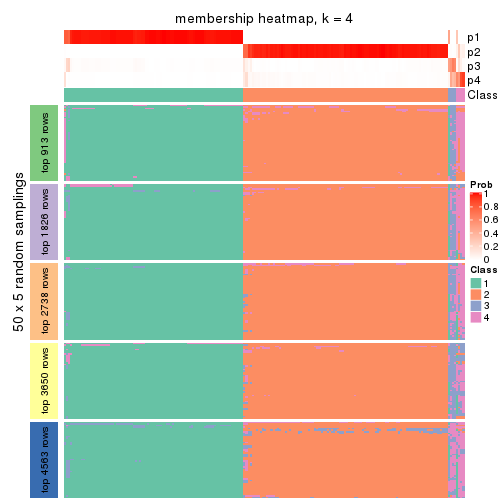 membership heatmap, k = 4
p1
p2
p3
p4
Class
50 x 5 random samplings
top 913 rows
top 1826 rows
top 2738 rows
top 3650 rows
top 4563 rows
Prob
1
0.8
0.6
0.4
0.2
0
Class
1
2
3
4